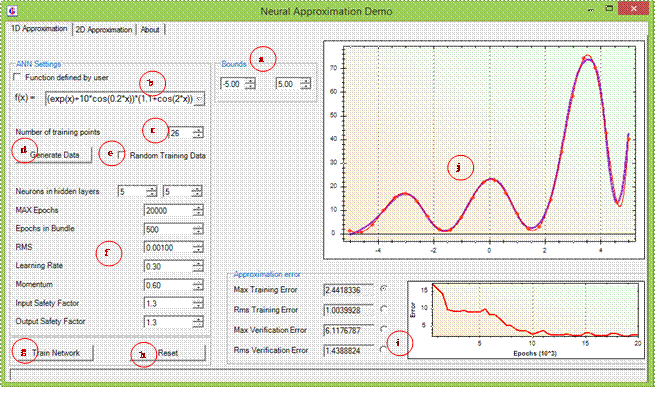 Neural Approximation Demo
1D Approximation 2D Approximation About
ANN Settings
Function defined by user
f(x) = (exp(x)+10*cos(0.2*x))*(1.1+cos(2*x))
Number of training points 26
Generate Data Random Training Data
Neurons in hidden layers 5 5
MAX Epochs 20000
Epochs in Bundle 500
RMS 0.00100
Learning Rate 0.30
Momentum 0.60
Input Safety Factor 1.3
Output Safety Factor 1.3
Train Network Reset
Bounds
-5.00 5.00
a
b
c
d
e
f
g
h
i
j
70
60
50
40
30
20
10
0
-4 -2 0 2 4
Approximation error
Max Training Error 2.4418336
Rms Training Error 1.0039928
Max Verification Error 6.1176787
Rms Verification Error 1.4388824
Error
15
10
5
5 10 15 20
Epochs (10^3)